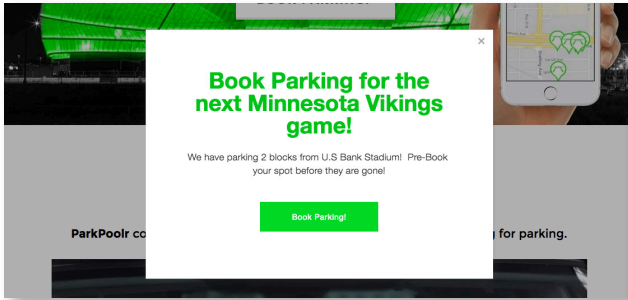 ×
Book Parking for the
next Minnesota Vikings
game!
We have parking 2 blocks from U.S Bank Stadium!  Pre-Book
your spot before they are gone!
Book Parking!
ParkPoolr co
for parking.